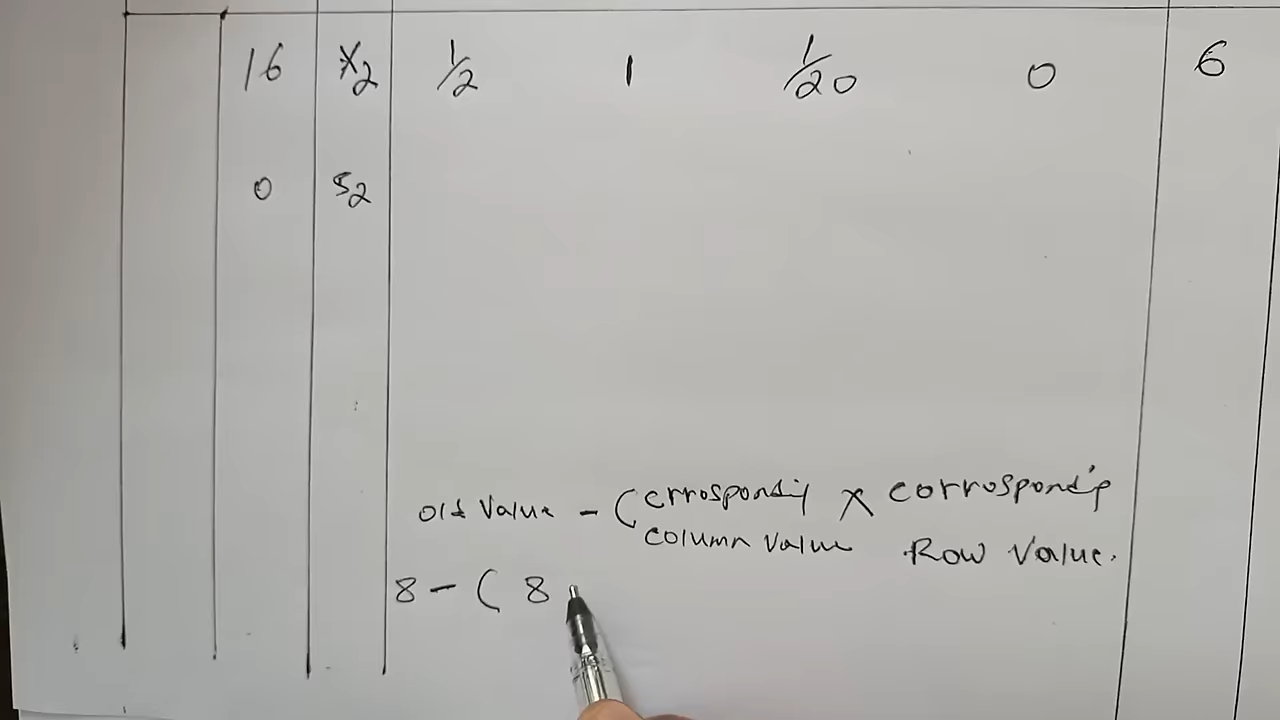 16 X2 1/2 1 1/20 0 6
0 S2
old Value - (crrosponding X corrosponding
column value Row Value.
8 - ( 8